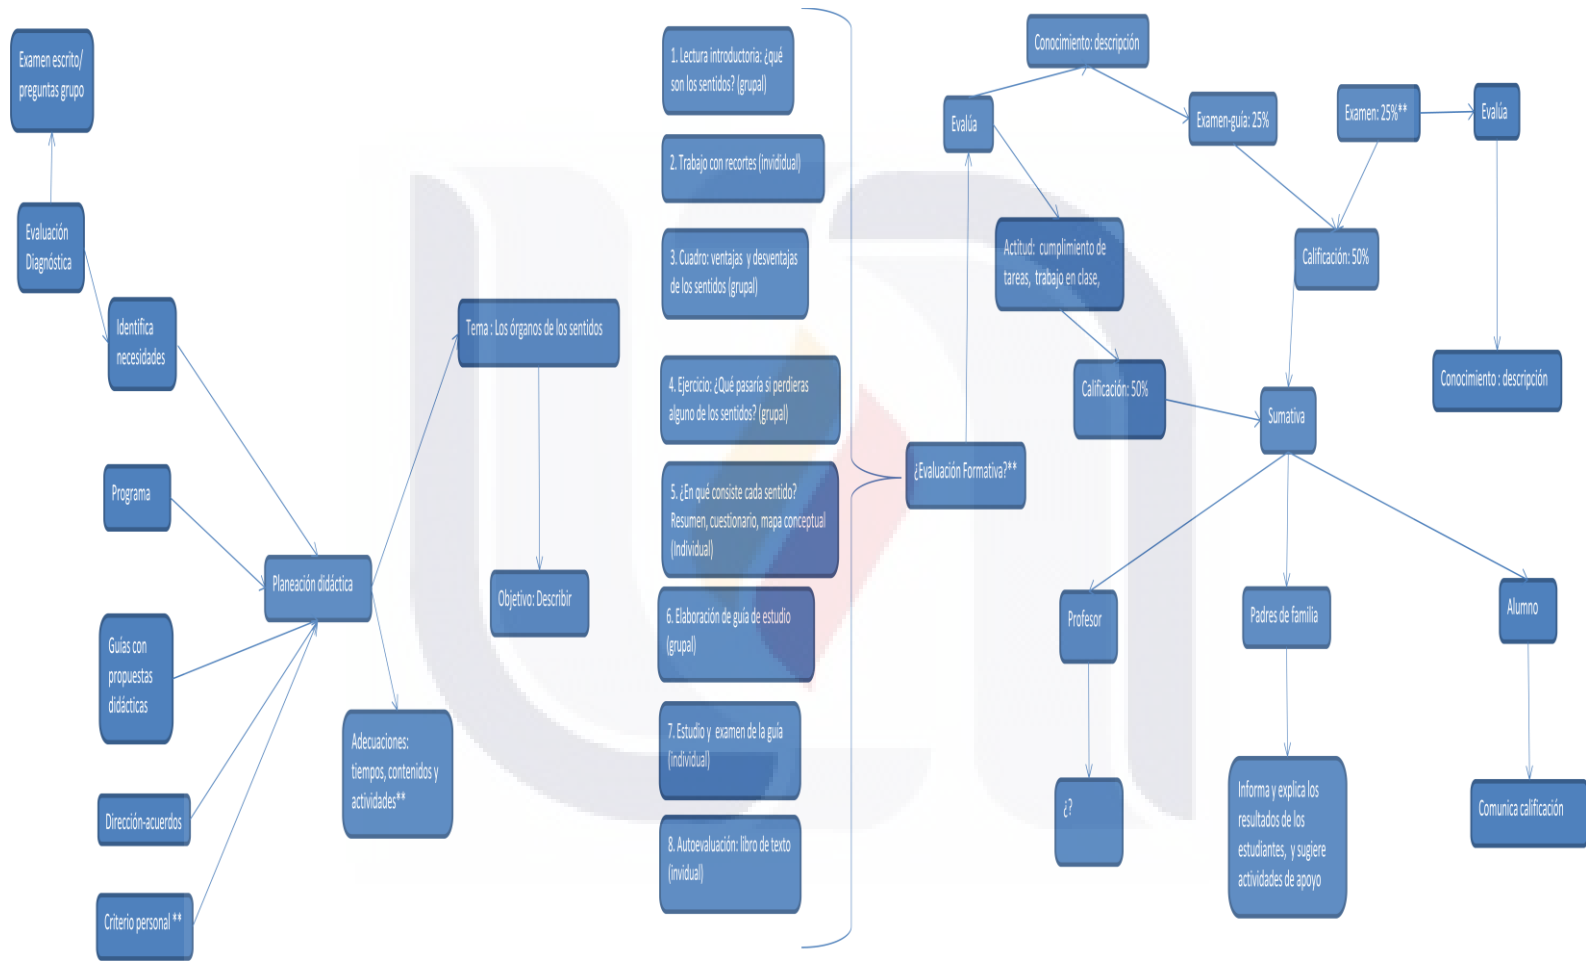 Examen escrito/
preguntas grupo
Evaluación
Diagnóstica
Identifica
necesidades
Programa
Guías con
propuestas
didácticas
Dirección-acuerdos
Criterio personal **
Planeación didáctica
Adecuaciones:
tiempos, contenidos y
actividades**
Tema : Los órganos de los sentidos
Objetivo: Describir
1. Lectura introductoria: ¿qué
son los sentidos? (grupal)
2. Trabajo con recortes (invididual)
3. Cuadro: ventajas y desventajas
de los sentidos (grupal)
4. Ejercicio: ¿Qué pasaría si perdieras
alguno de los sentidos? (grupal)
5. ¿En qué consiste cada sentido?
Resumen, cuestionario, mapa conceptual
(Individual)
6. Elaboración de guía de estudio
(grupal)
7. Estudio y examen de la guía
(individual)
8. Autoevaluación: libro de texto
(invidual)
¿Evaluación Formativa?**
Evalúa
Conocimiento: descripción
Examen-guía: 25%
Actitud: cumplimiento de
tareas, trabajo en clase,
Calificación: 50%
Examen: 25%**
Evalúa
Calificación: 50%
Conocimiento : descripción
Sumativa
Profesor
¿?
Padres de familia
Informa y explica los
resultados de los
estudiantes, y sugiere
actividades de apoyo
Alumno
Comunica calificación